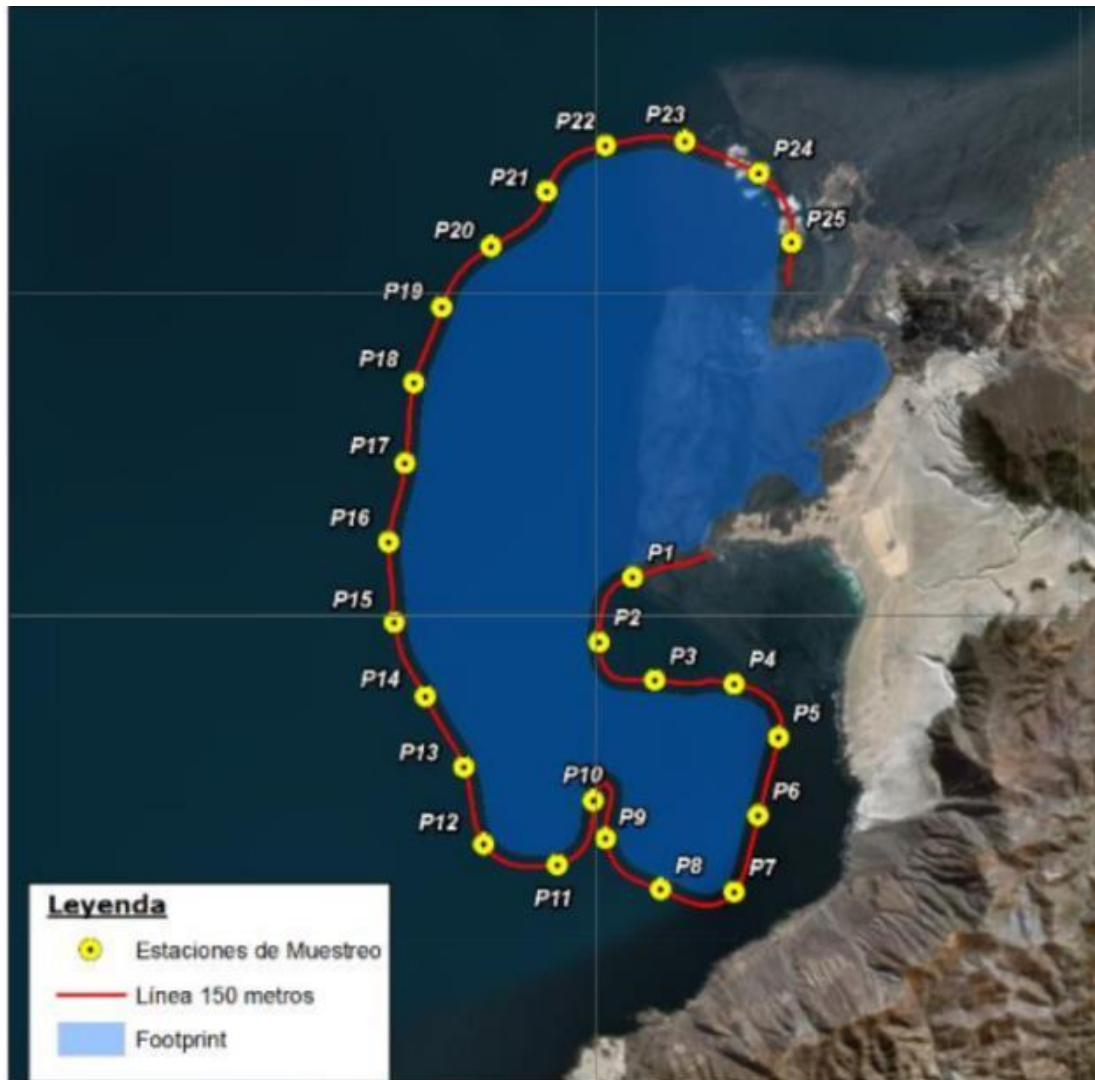 P23
P22
P24
P21
P25
P20
P19
P18
P17
P16
P1
P2
P15
P3
P4
P14
P5
P13
P10
P6
P9
P12
P8
P7
P11
Leyenda
Estaciones de Muestreo
Línea 150 metros
Footprint